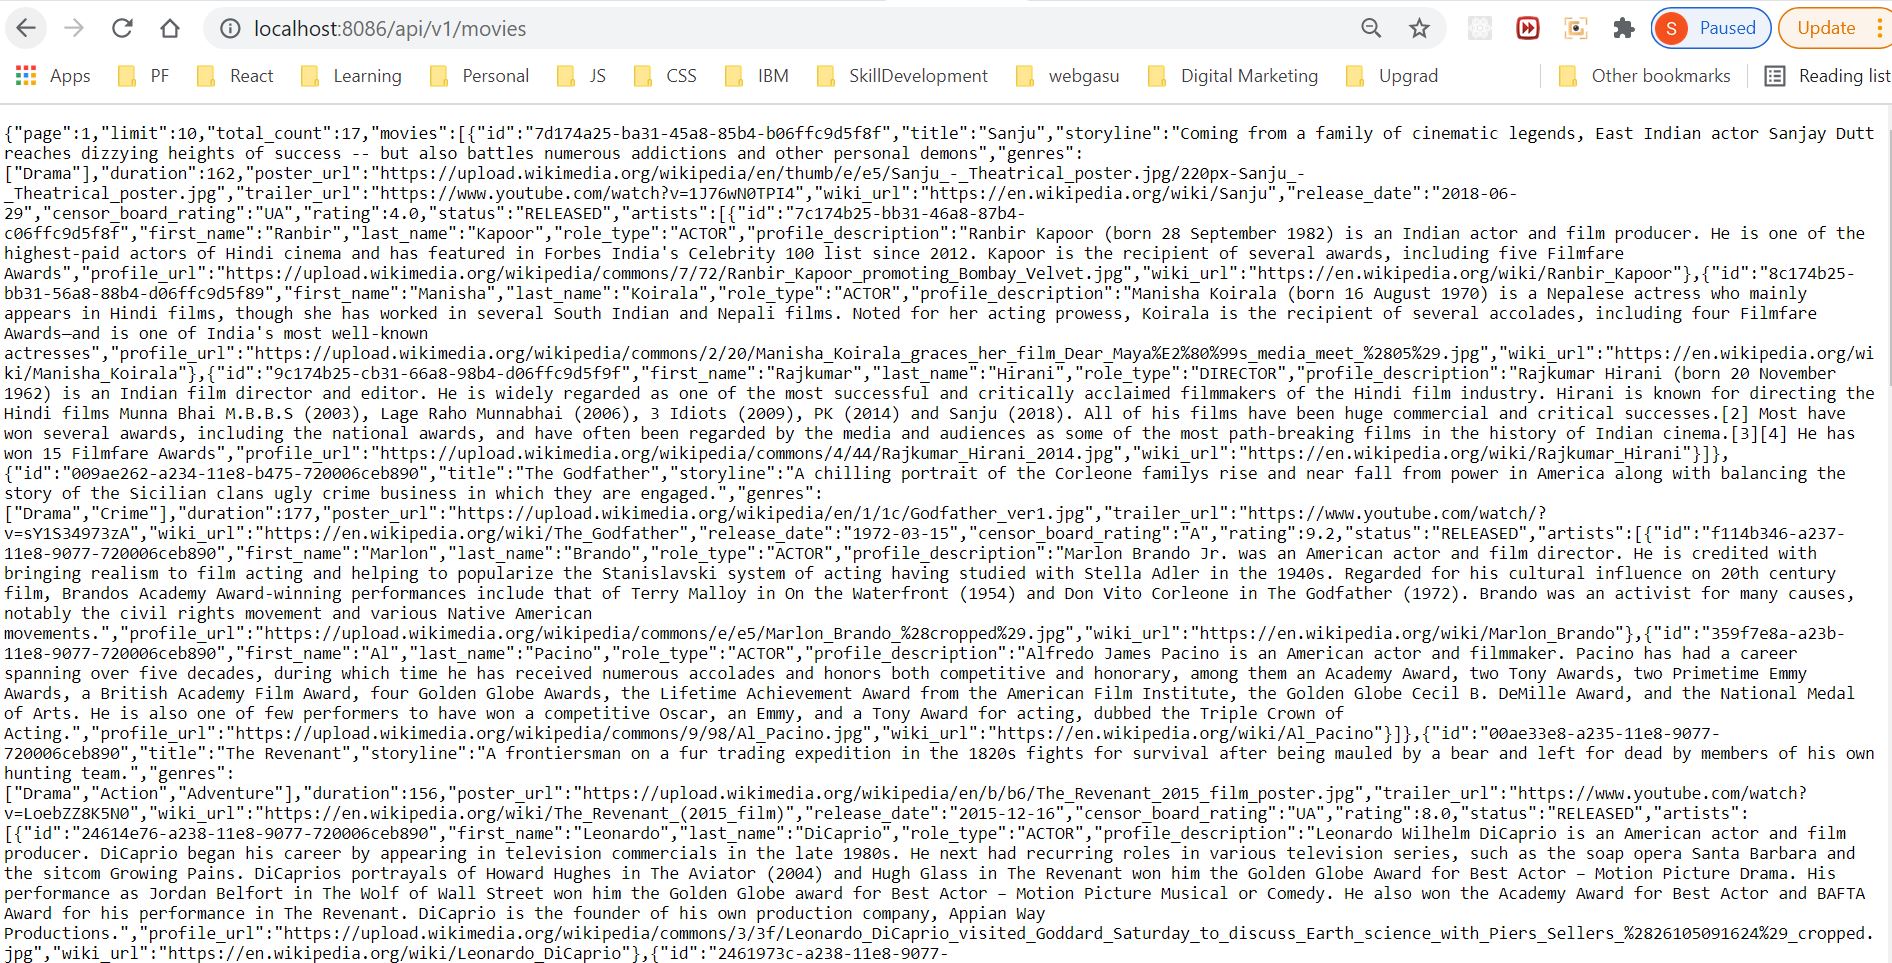 localhost:8086/api/v1/movies
S Paused Update
Apps PF React Learning Personal JS CSS IBM SkillDevelopment webgasu Digital Marketing Upgrad Other bookmarks Reading list
{"page":1,"limit":10,"total_count":17,"movies":[{"id":"7d174a25-ba31-45a8-85b4-b06ffc9d5f8f","title":"Sanju","storyline":"Coming from a family of cinematic legends, East Indian actor Sanjay Dutt
reaches dizzying heights of success -- but also battles numerous addictions and other personal demons","genres":
["Drama"],"duration":162,"poster_url":"https://upload.wikimedia.org/wikipedia/en/thumb/e/e5/Sanju_-_Theatrical_poster.jpg/220px-Sanju_-
_Theatrical_poster.jpg","trailer_url":"https://www.youtube.com/watch?v=1J76wN0TPI4","wiki_url":"https://en.wikipedia.org/wiki/Sanju","release_date":"2018-06-
29","censor_board_rating":"UA","rating":4.0,"status":"RELEASED","artists":[{"id":"7c174b25-bb31-46a8-87b4-
c06ffc9d5f8f","first_name":"Ranbir","last_name":"Kapoor","role_type":"ACTOR","profile_description":"Ranbir Kapoor (born 28 September 1982) is an Indian actor and film producer. He is one of the
highest-paid actors of Hindi cinema and has featured in Forbes India's Celebrity 100 list since 2012. Kapoor is the recipient of several awards, including five Filmfare
Awards","profile_url":"https://upload.wikimedia.org/wikipedia/commons/7/72/Ranbir_Kapoor_promoting_Bombay_Velvet.jpg","wiki_url":"https://en.wikipedia.org/wiki/Ranbir_Kapoor"},{"id":"8c174b25-
bb31-56a8-88b4-d06ffc9d5f89","first_name":"Manisha","last_name":"Koirala","role_type":"ACTOR","profile_description":"Manisha Koirala (born 16 August 1970) is a Nepalese actress who mainly
appears in Hindi films, though she has worked in several South Indian and Nepali films. Noted for her acting prowess, Koirala is the recipient of several accolades, including four Filmfare
Awards—and is one of India's most well-known
actresses","profile_url":"https://upload.wikimedia.org/wikipedia/commons/2/20/Manisha_Koirala_graces_her_film_Dear_Maya%E2%80%99s_media_meet_%2805%29.jpg","wiki_url":"https://en.wikipedia.org/wi
ki/Manisha_Koirala"},{"id":"9c174b25-cb31-66a8-98b4-d06ffc9d5f9f","first_name":"Rajkumar","last_name":"Hirani","role_type":"DIRECTOR","profile_description":"Rajkumar Hirani (born 20 November
1962) is an Indian film director and editor. He is widely regarded as one of the most successful and critically acclaimed filmmakers of the Hindi film industry. Hirani is known for directing the
Hindi films Munna Bhai M.B.B.S (2003), Lage Raho Munnabhai (2006), 3 Idiots (2009), PK (2014) and Sanju (2018). All of his films have been huge commercial and critical successes.[2] Most have
won several awards, including the national awards, and have often been regarded by the media and audiences as some of the most path-breaking films in the history of Indian cinema.[3][4] He has
won 15 Filmfare Awards","profile_url":"https://upload.wikimedia.org/wikipedia/commons/4/44/Rajkumar_Hirani_2014.jpg","wiki_url":"https://en.wikipedia.org/wiki/Rajkumar_Hirani"}]},
{"id":"009ae262-a234-11e8-b475-720006ceb890","title":"The Godfather","storyline":"A chilling portrait of the Corleone familys rise and near fall from power in America along with balancing the
story of the Sicilian clans ugly crime business in which they are engaged.","genres":
["Drama","Crime"],"duration":177,"poster_url":"https://upload.wikimedia.org/wikipedia/en/1/1c/Godfather_ver1.jpg","trailer_url":"https://www.youtube.com/watch/?
v=sY1S34973zA","wiki_url":"https://en.wikipedia.org/wiki/The_Godfather","release_date":"1972-03-15","censor_board_rating":"A","rating":9.2,"status":"RELEASED","artists":[{"id":"f114b346-a237-
11e8-9077-720006ceb890","first_name":"Marlon","last_name":"Brando","role_type":"ACTOR","profile_description":"Marlon Brando Jr. was an American actor and film director. He is credited with
bringing realism to film acting and helping to popularize the Stanislavski system of acting having studied with Stella Adler in the 1940s. Regarded for his cultural influence on 20th century
film, Brandos Academy Award-winning performances include that of Terry Malloy in On the Waterfront (1954) and Don Vito Corleone in The Godfather (1972). Brando was an activist for many causes,
notably the civil rights movement and various Native American
movements.","profile_url":"https://upload.wikimedia.org/wikipedia/commons/e/e5/Marlon_Brando_%28cropped%29.jpg","wiki_url":"https://en.wikipedia.org/wiki/Marlon_Brando"},{"id":"359f7e8a-a23b-
11e8-9077-720006ceb890","first_name":"Al","last_name":"Pacino","role_type":"ACTOR","profile_description":"Alfredo James Pacino is an American actor and filmmaker. Pacino has had a career
spanning over five decades, during which time he has received numerous accolades and honors both competitive and honorary, among them an Academy Award, two Tony Awards, two Primetime Emmy
Awards, a British Academy Film Award, four Golden Globe Awards, the Lifetime Achievement Award from the American Film Institute, the Golden Globe Cecil B. DeMille Award, and the National Medal
of Arts. He is also one of few performers to have won a competitive Oscar, an Emmy, and a Tony Award for acting, dubbed the Triple Crown of
Acting.","profile_url":"https://upload.wikimedia.org/wikipedia/commons/9/98/Al_Pacino.jpg","wiki_url":"https://en.wikipedia.org/wiki/Al_Pacino"}]},{"id":"00ae33e8-a235-11e8-9077-
720006ceb890","title":"The Revenant","storyline":"A frontiersman on a fur trading expedition in the 1820s fights for survival after being mauled by a bear and left for dead by members of his own
hunting team.","genres":
["Drama","Action","Adventure"],"duration":156,"poster_url":"https://upload.wikimedia.org/wikipedia/en/b/b6/The_Revenant_2015_film_poster.jpg","trailer_url":"https://www.youtube.com/watch?
v=LoebZZ8K5N0","wiki_url":"https://en.wikipedia.org/wiki/The_Revenant_(2015_film)","release_date":"2015-12-16","censor_board_rating":"UA","rating":8.0,"status":"RELEASED","artists":
[{"id":"24614e76-a238-11e8-9077-720006ceb890","first_name":"Leonardo","last_name":"DiCaprio","role_type":"ACTOR","profile_description":"Leonardo Wilhelm DiCaprio is an American actor and film
producer. DiCaprio began his career by appearing in television commercials in the late 1980s. He next had recurring roles in various television series, such as the soap opera Santa Barbara and
the sitcom Growing Pains. DiCaprios portrayals of Howard Hughes in The Aviator (2004) and Hugh Glass in The Revenant won him the Golden Globe Award for Best Actor – Motion Picture Drama. His
performance as Jordan Belfort in The Wolf of Wall Street won him the Golden Globe award for Best Actor – Motion Picture Musical or Comedy. He also won the Academy Award for Best Actor and BAFTA
Award for his performance in The Revenant. DiCaprio is the founder of his own production company, Appian Way
Productions.","profile_url":"https://upload.wikimedia.org/wikipedia/commons/3/3f/Leonardo_DiCaprio_visited_Goddard_Saturday_to_discuss_Earth_science_with_Piers_Sellers_%2826105091624%29_cropped.
jpg","wiki_url":"https://en.wikipedia.org/wiki/Leonardo_DiCaprio"},{"id":"2461973c-a238-11e8-9077-